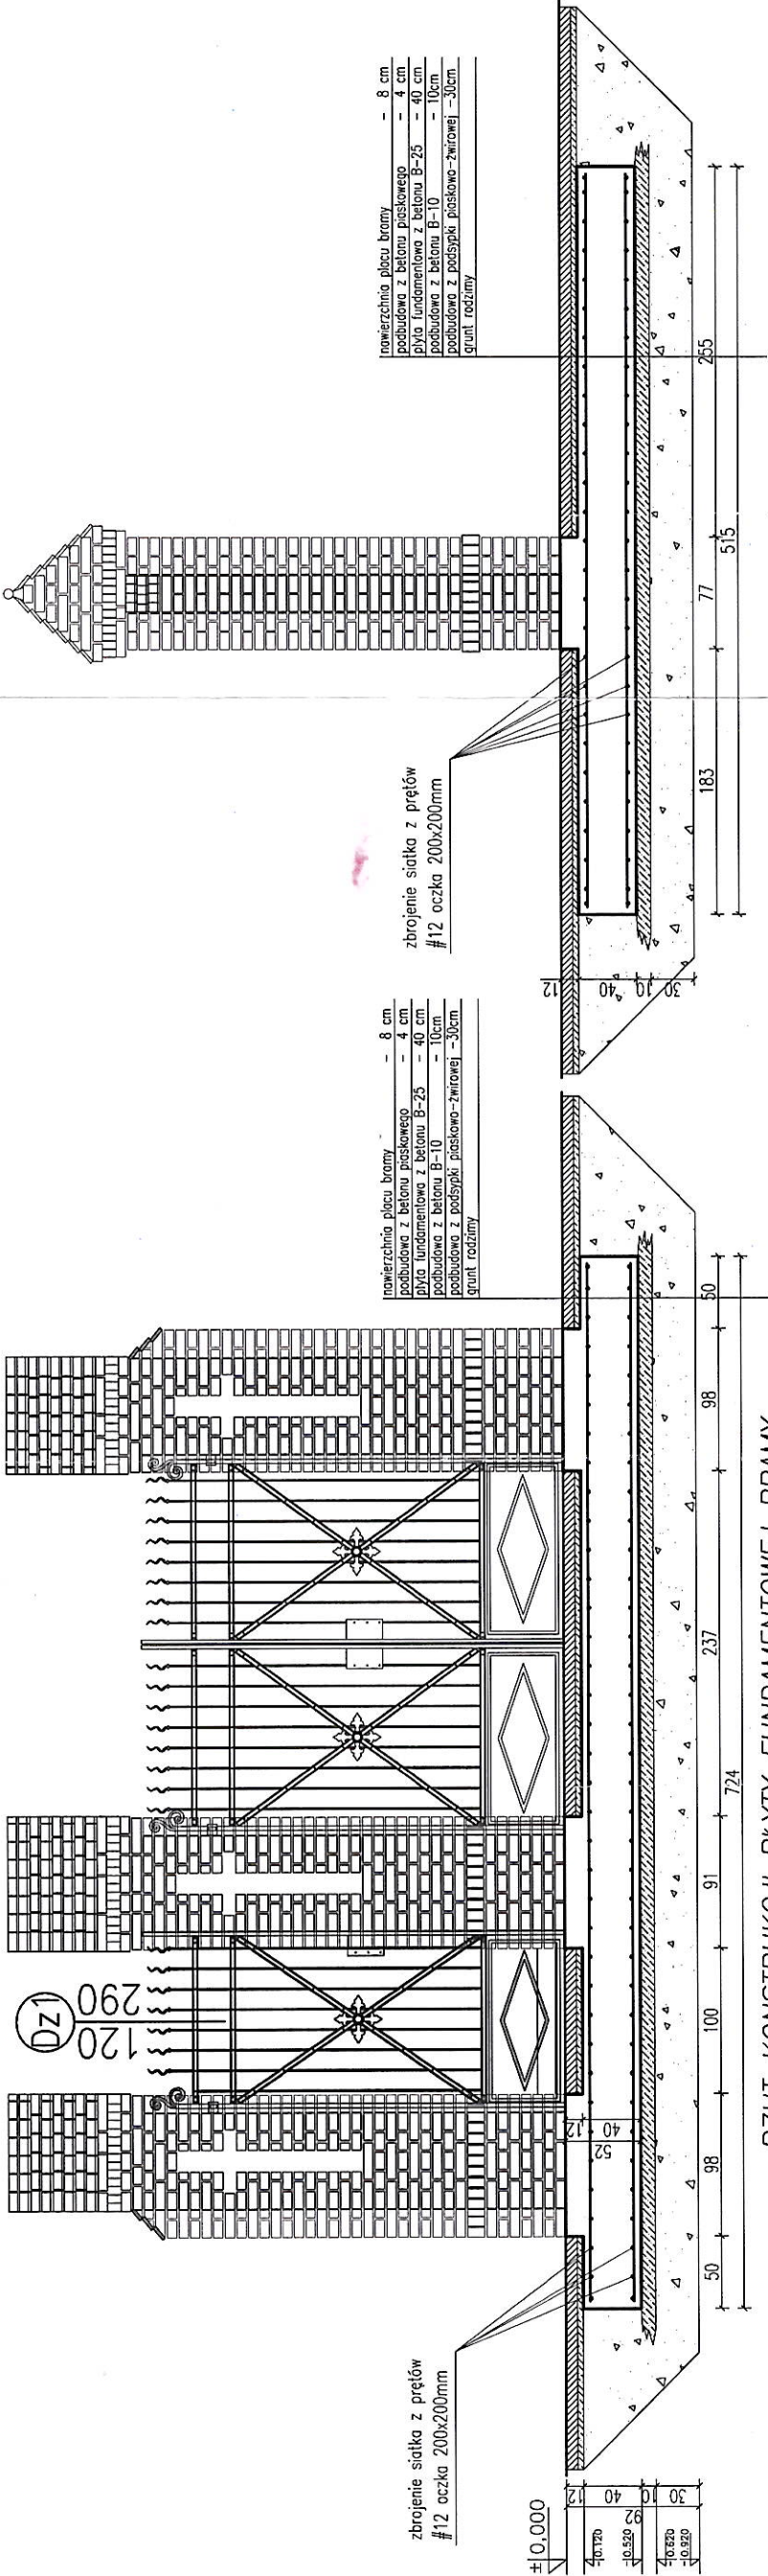 zbrojenie siatka z prętów
#12 oczka 200x200mm
Dz1
120
290
nawierzchnia placu bramy - 8 cm
podbudowa z betonu piaskowego - 4 cm
płyta fundamentowa z betonu B-25 - 40 cm
podbudowa z betonu B-10 - 10cm
podbudowa z podsypki piaskowo-żwirowej -30cm
grunt rodzimy
±0,000
-0.120
-0.520
-0.620
-0.920
12
40
10
30
92
12
40
52
50
98
100
91
237
98
50
724
zbrojenie siatka z prętów
#12 oczka 200x200mm
nawierzchnia placu bramy - 8 cm
podbudowa z betonu piaskowego - 4 cm
płyta fundamentowa z betonu B-25 - 40 cm
podbudowa z betonu B-10 - 10cm
podbudowa z podsypki piaskowo-żwirowej -30cm
grunt rodzimy
12
40
10
30
183
77
255
515